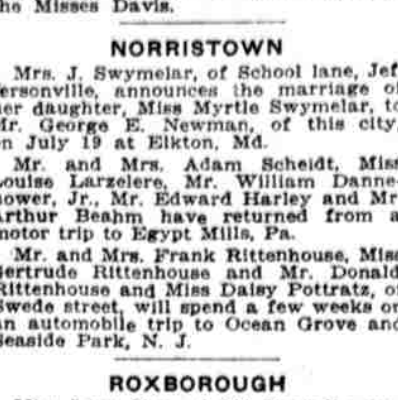 the Misses Davis.
NORRISTOWN
Mrs. J. Swymelar, of School lane, Jef
ersonville, announces the marriage of
her daughter, Miss Myrtle Swymelar, to
Mr. George E. Newman, of this city,
on July 19 at Elkton, Md.
Mr. and Mrs. Adam Scheidt, Miss
Louise Larzelere, Mr. William Danne-
hower, Jr., Mr. Edward Harley and Mr.
Arthur Beahm have returned from a
motor trip to Egypt Mills, Pa.
Mr. and Mrs. Frank Rittenhouse, Miss
Gertrude Rittenhouse and Mr. Donald
Rittenhouse and Miss Daisy Pottratz, of
Swede street, will spend a few weeks on
an automobile trip to Ocean Grove and
Seaside Park, N. J.
ROXBOROUGH